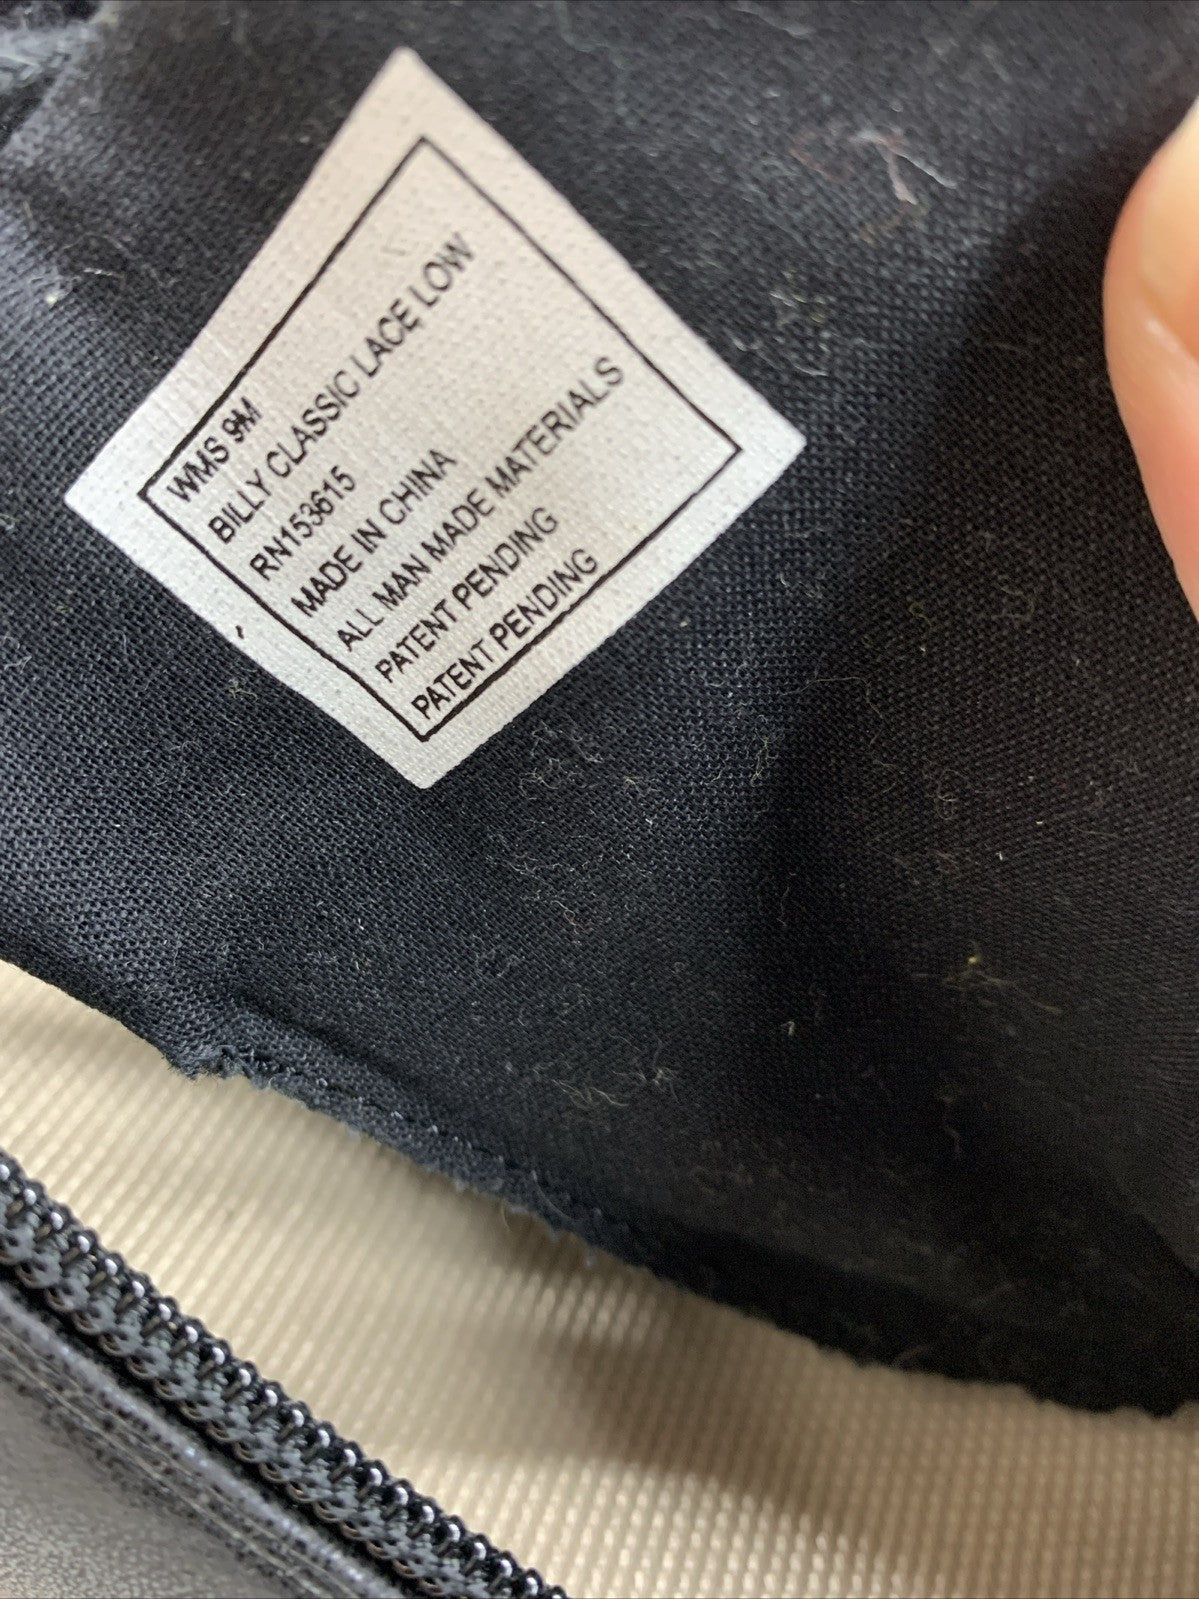 WMS 9M
BILLY CLASSIC LACE LOW
RN153615
MADE IN CHINA
ALL MAN MADE MATERIALS
PATENT PENDING
PATENT PENDING